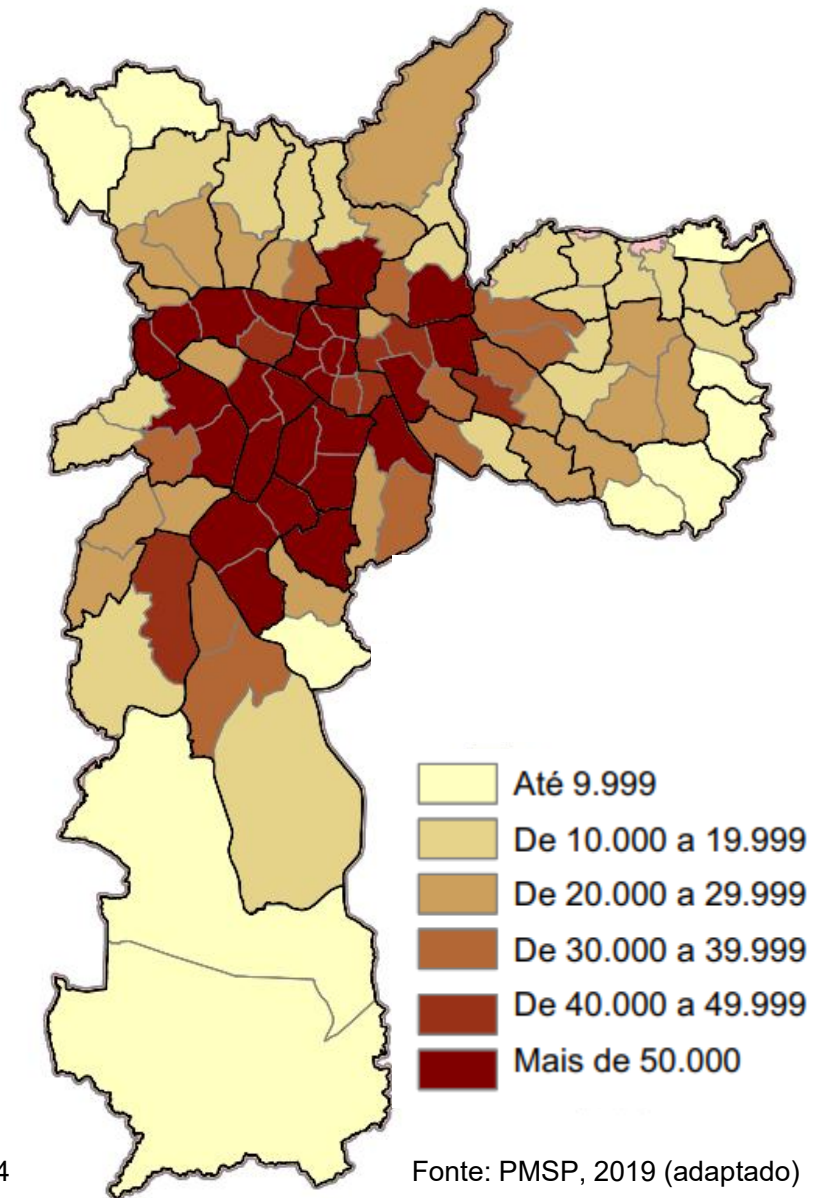 Até 9.999
De 10.000 a 19.999
De 20.000 a 29.999
De 30.000 a 39.999
De 40.000 a 49.999
Mais de 50.000
4 Fonte: PMSP, 2019 (adaptado)